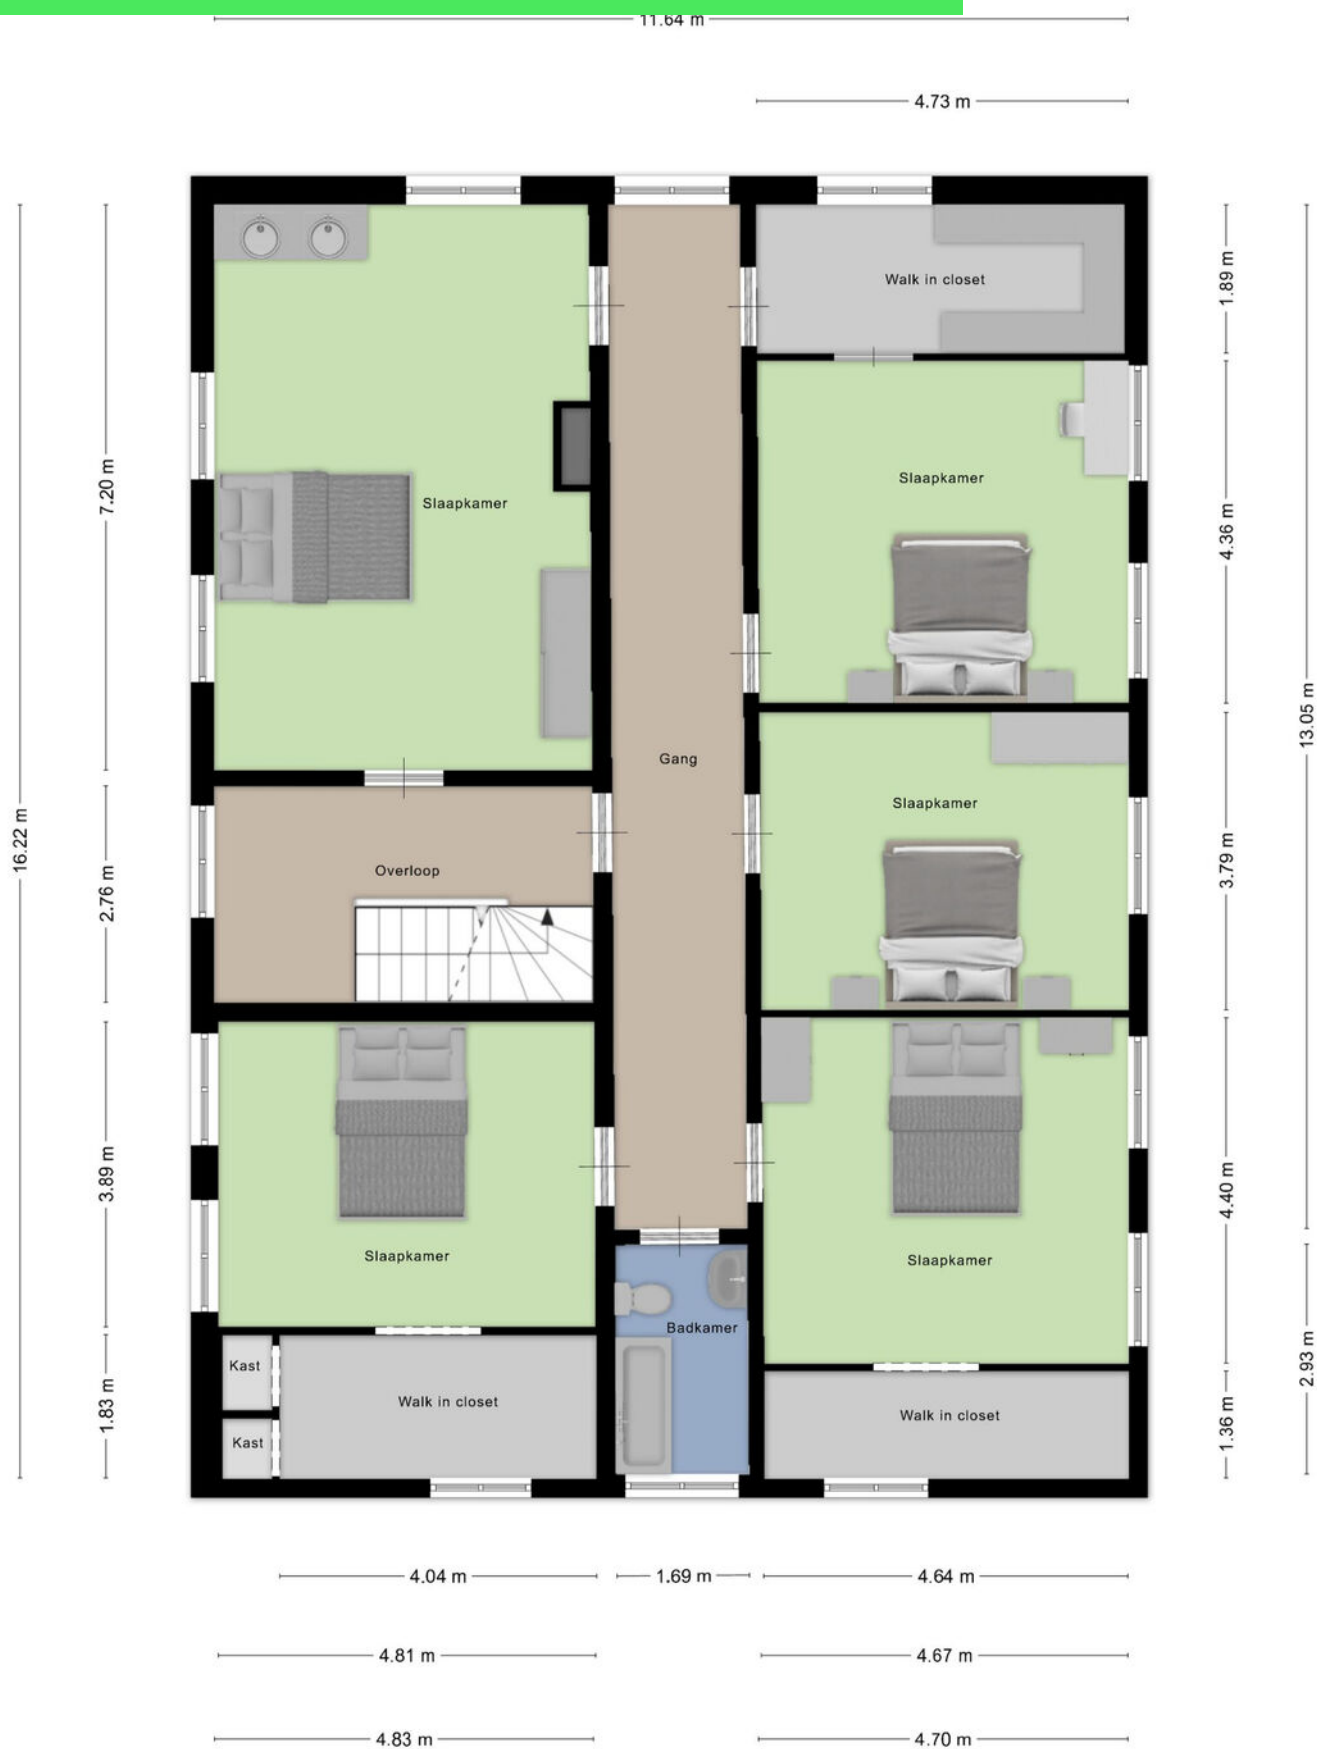 11.64 m
4.73 m
1.89 m
Walk in closet
7.20 m
Slaapkamer
Slaapkamer
4.36 m
13.05 m
Gang
16.22 m
Slaapkamer
3.79 m
Overloop
2.76 m
3.89 m
4.40 m
Slaapkamer
Slaapkamer
Badkamer
2.93 m
Kast
Walk in closet
1.83 m
Walk in closet
1.36 m
Kast
4.04 m
1.69 m
4.64 m
4.81 m
4.67 m
4.83 m
4.70 m